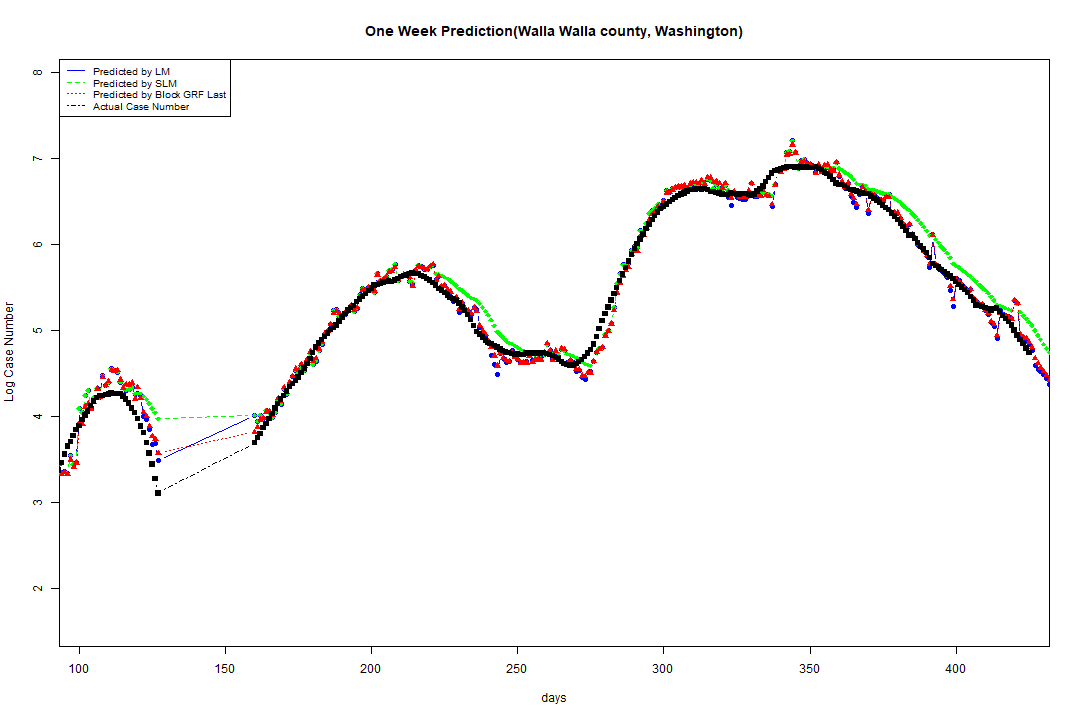 One Week Prediction(Walla Walla county, Washington)
Predicted by LM
Predicted by SLM
Predicted by Block GRF Last
Actual Case Number
8
7
6
5
4
3
2
Log Case Number
100 150 200 250 300 350 400
days